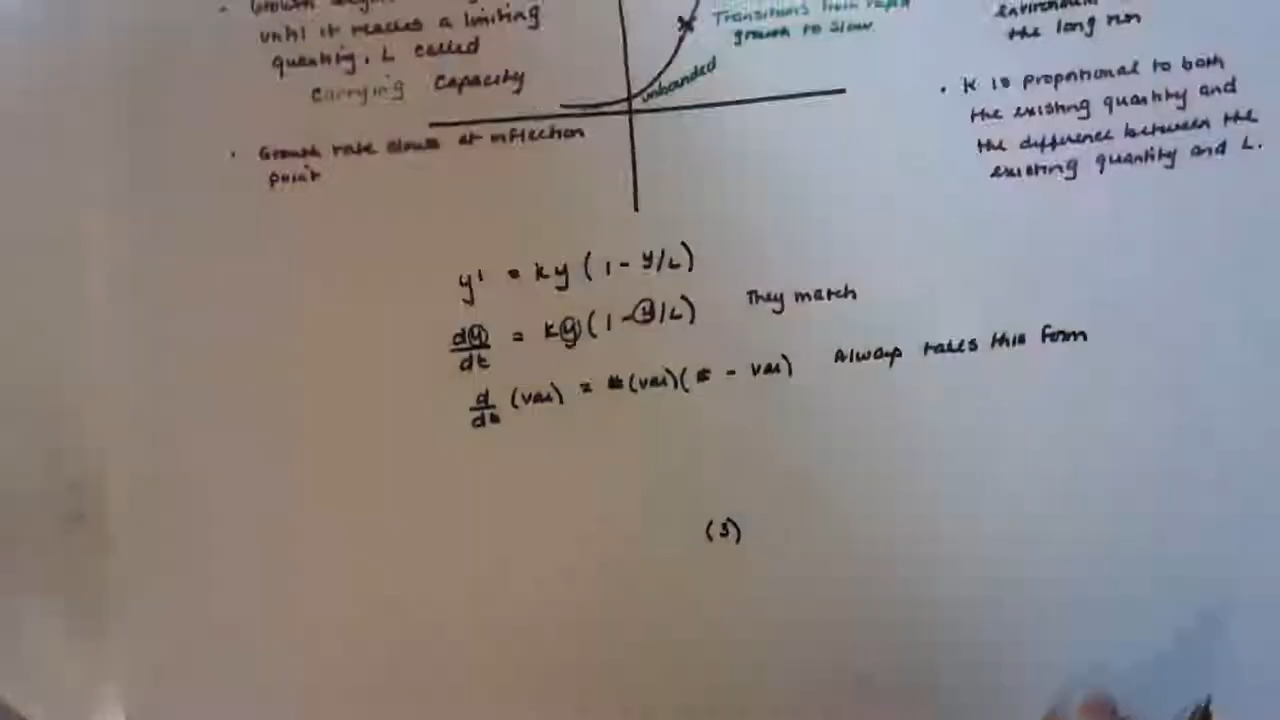 until it reaches a limiting
quantity, L called
carrying capacity
Growth rate slows at inflection
point
Transitions from rapid
growth to slow
unbounded
the long run
K is proportional to both
the existing quantity and
the difference between the
existing quantity and L.
y' = ky (1 - y/L)
dy/dt = ky (1 - y/L) They match
d/dt (var) = *(var)(* - var) Always takes this form
(3)